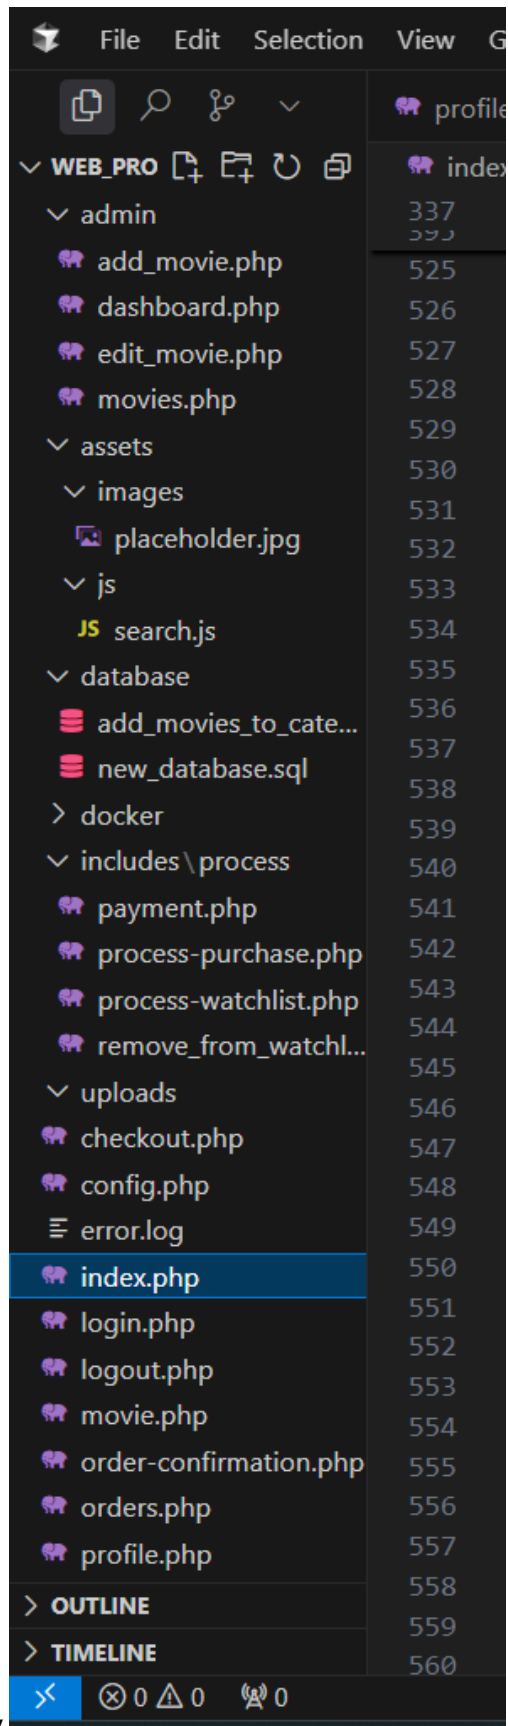 File Edit Selection View G
profile
WEB_PRO
index
admin
337
add_movie.php
525
dashboard.php
526
edit_movie.php
527
movies.php
528
assets
529
images
530
531
placeholder.jpg
532
js
533
JS search.js
534
database
535
add_movies_to_cate...
536
new_database.sql
537
docker
538
539
includes\process
540
payment.php
541
process-purchase.php
542
process-watchlist.php
543
remove_from_watchl...
544
545
uploads
546
checkout.php
547
config.php
548
error.log
549
index.php
550
login.php
551
552
logout.php
553
movie.php
554
order-confirmation.php
555
orders.php
556
profile.php
557
558
OUTLINE
559
TIMELINE
560
0 0 0